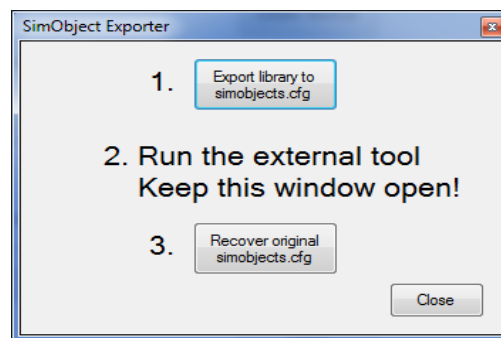 SimObject Exporter
1. Export library to
simobjects.cfg
2. Run the external tool
Keep this window open!
3. Recover original
simobjects.cfg
Close